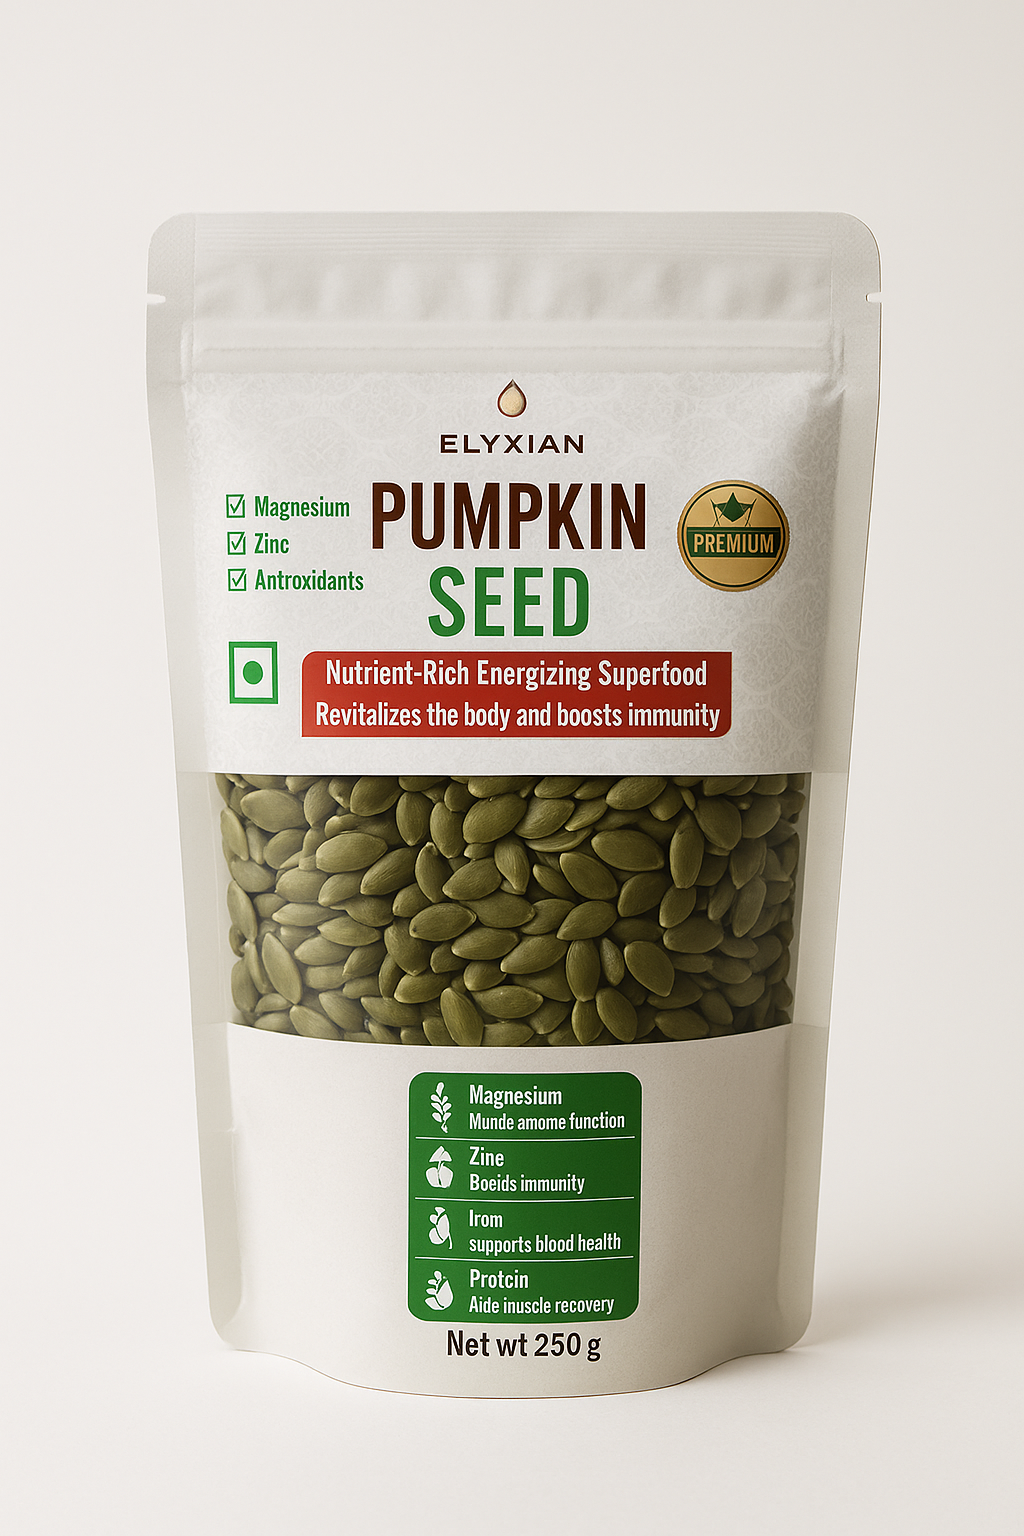 ELYXIAN
PUMPKIN
SEED
Magnesium
Zinc
Antroxidants
PREMIUM
Nutrient-Rich Energizing Superfood
Revitalizes the body and boosts immunity
Magnesium
Munde amome function
Zine
Boeids immunity
Irom
supports blood health
Protcin
Aide inuscle recovery
Net wt 250 g